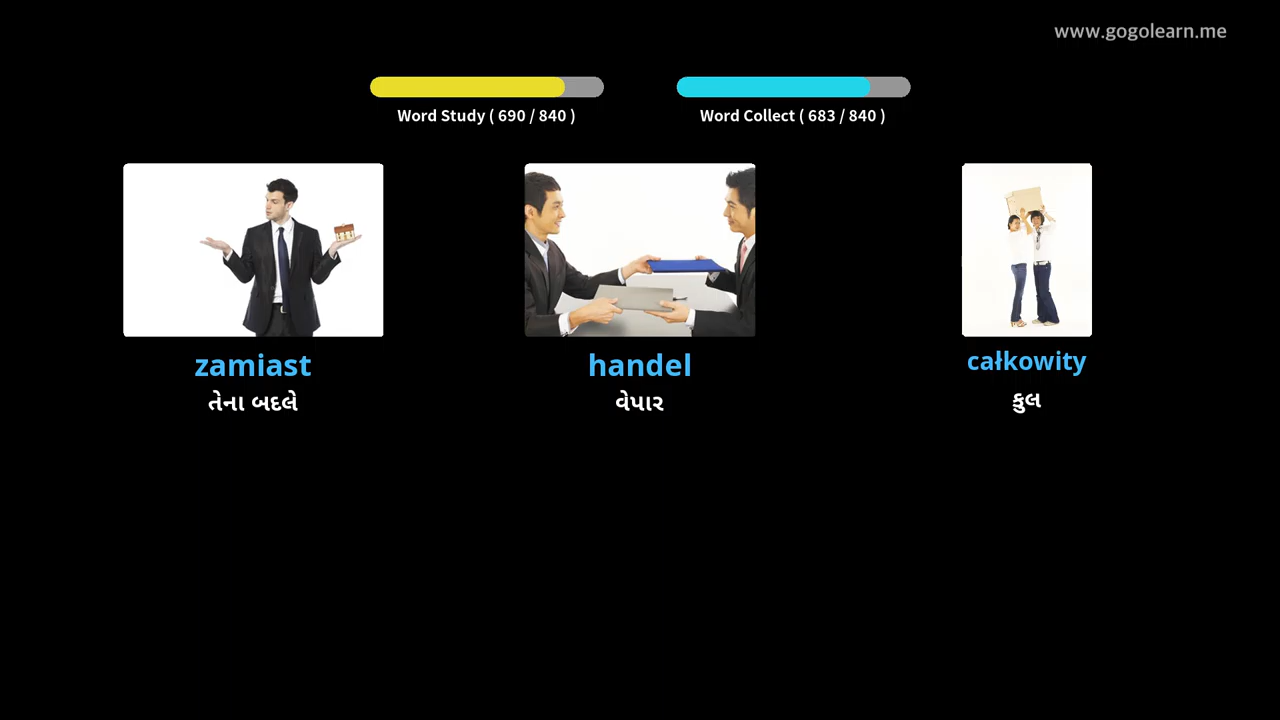 www.gogolearn.me
Word Study ( 690 / 840 )
Word Collect ( 683 / 840 )
zamiast
handel
całkowity
તેના બદલે
વેપાર
કુલ